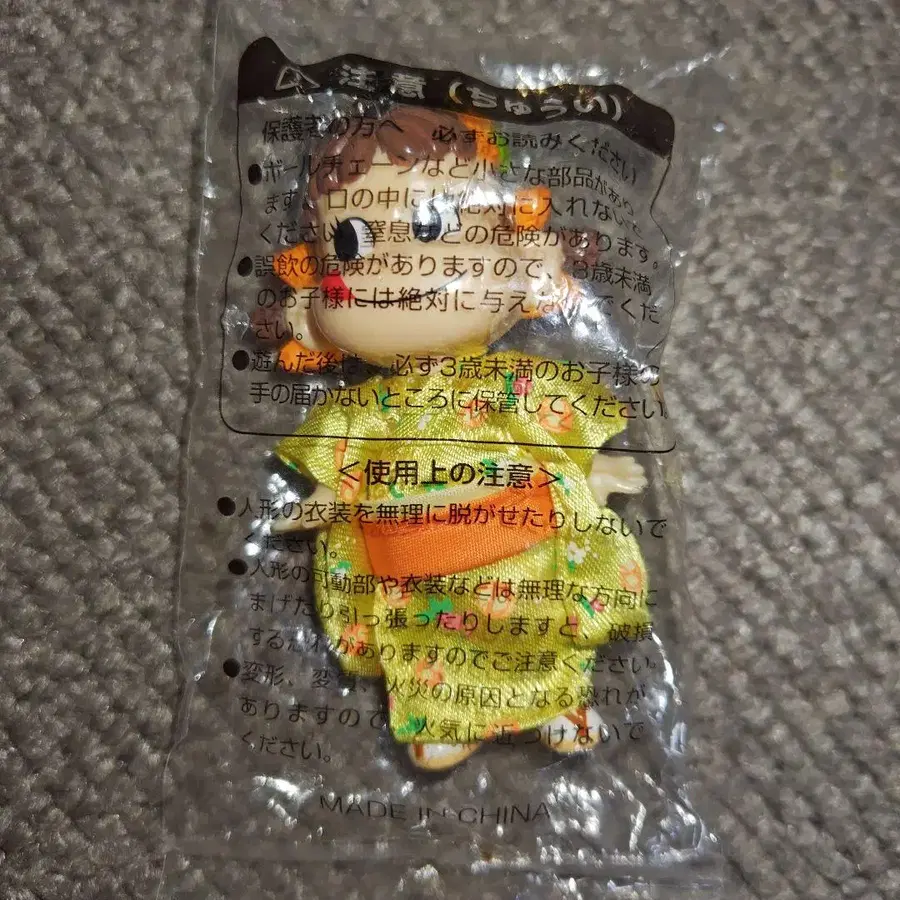 注意(ちゅうい)
保護者の方へ 必ずお読みください
●ボールチェーンなど小さな部品があり
ます。口の中には絶対に入れないで
ください。窒息などの危険があります。
●誤飲の危険がありますので、3歳未満
のお子様には絶対に与えないでくだ
さい。
●遊んだ後は、必ず3歳未満のお子様の
手の届かないところに保管してください
<使用上の注意>
●人形の衣装を無理に脱がせたりしないで
ください。
●人形の可動部や衣装などは無理な方向に
まげたり引っ張ったりしますと、破損
する恐れがありますのでご注意ください。
●変形、変、火災の原因となる恐れが
ありますので、火気に近づけないで
ください。
MADE IN CHINA